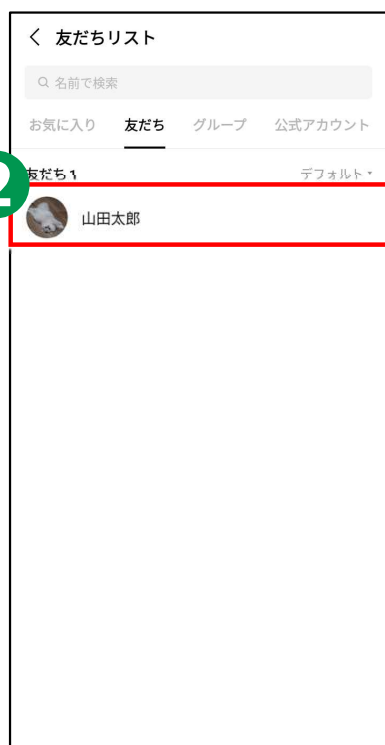 友だちリスト
名前で検索
お気に入り 友だち グループ 公式アカウント
友だち 1 デフォルト
2
山田太郎